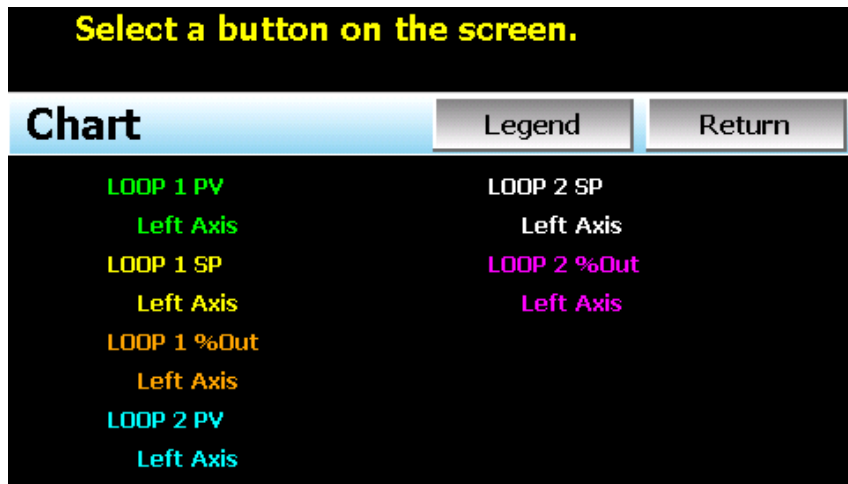 Select a button on the screen.
Chart
Legend
Return
LOOP 1 PV
Left Axis
LOOP 1 SP
Left Axis
LOOP 1 %Out
Left Axis
LOOP 2 PV
Left Axis
LOOP 2 SP
Left Axis
LOOP 2 %Out
Left Axis